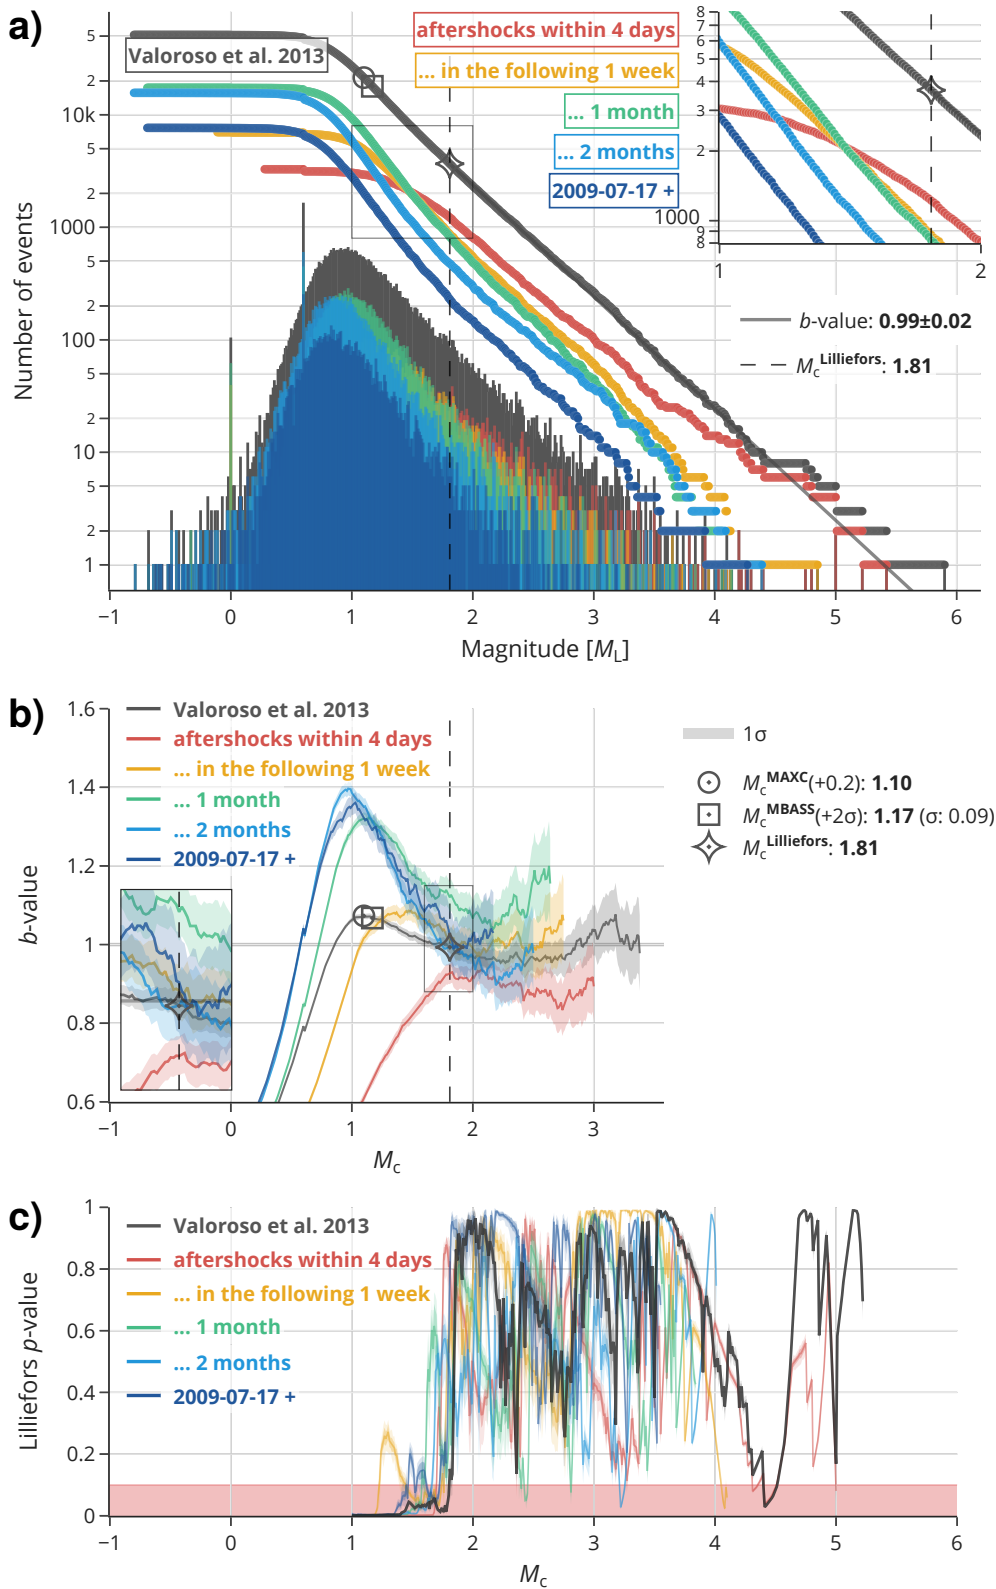 a)
Number of events
5
2
10k
5
2
1000
5
2
100
5
2
10
5
2
1
Valoroso et al. 2013
aftershocks within 4 days
... in the following 1 week
... 1 month
... 2 months
2009-07-17 +
8
7
6
5
4
3
2
1000
9
8
1
2
b-value: 0.99±0.02
McLilliefors: 1.81
−1
0
1
2
3
4
5
6
Magnitude [ML]
b)
b-value
1.6
1.4
1.2
1
0.8
0.6
Valoroso et al. 2013
aftershocks within 4 days
... in the following 1 week
... 1 month
... 2 months
2009-07-17 +
1σ
McMAXC(+0.2): 1.10
McMBASS(+2σ): 1.17 (σ: 0.09)
McLilliefors: 1.81
−1
0
1
2
3
Mc
c)
Lilliefors p-value
1
0.8
0.6
0.4
0.2
0
Valoroso et al. 2013
aftershocks within 4 days
... in the following 1 week
... 1 month
... 2 months
2009-07-17 +
−1
0
1
2
3
4
5
6
Mc